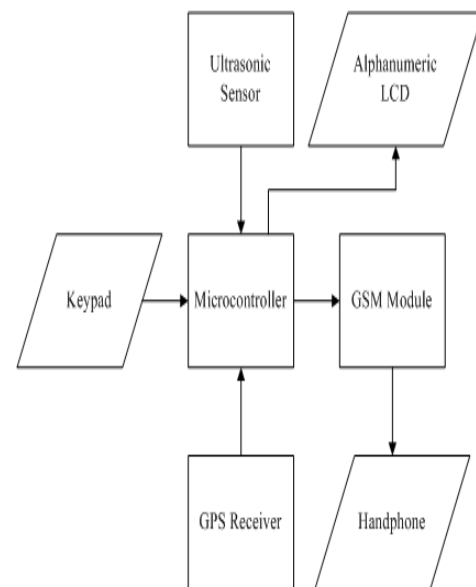 Ultrasonic
Sensor
Alphanumeric
LCD
Keypad
Microcontroller
GSM Module
GPS Receiver
Handphone